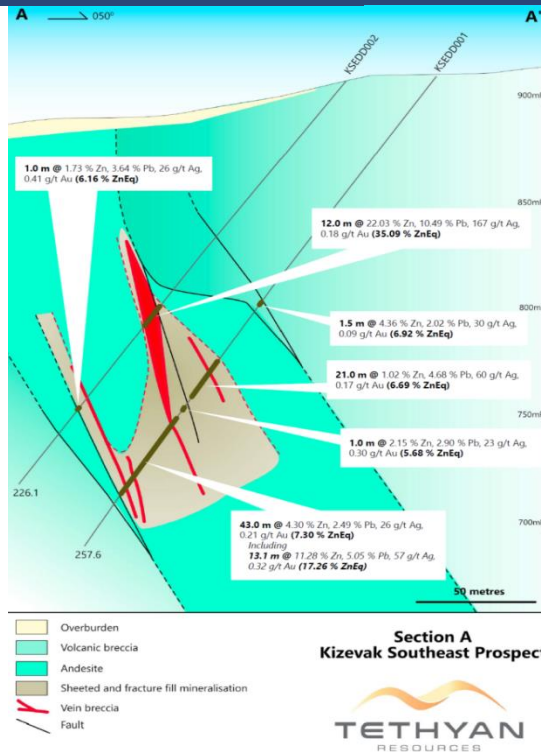 A
050°
A'
KSEDD002
KSEDD001
900ml
1.0 m @ 1.73 % Zn, 3.64 % Pb, 26 g/t Ag,
0.41 g/t Au (6.16 % ZnEq)
850ml
12.0 m @ 22.03 % Zn, 10.49 % Pb, 167 g/t Ag,
0.18 g/t Au (35.09 % ZnEq)
800m
1.5 m @ 4.36 % Zn, 2.02 % Pb, 30 g/t Ag,
0.09 g/t Au (6.92 % ZnEq)
21.0 m @ 1.02 % Zn, 4.68 % Pb, 60 g/t Ag,
0.17 g/t Au (6.69 % ZnEq)
750m
1.0 m @ 2.15 % Zn, 2.90 % Pb, 23 g/t Ag,
0.30 g/t Au (5.68 % ZnEq)
226.1
700m
43.0 m @ 4.30 % Zn, 2.49 % Pb, 26 g/t Ag,
0.21 g/t Au (7.30 % ZnEq)
Including
13.1 m @ 11.28 % Zn, 5.05 % Pb, 57 g/t Ag,
0.32 g/t Au (17.26 % ZnEq)
257.6
50 metres
Overburden
Volcanic breccia
Andesite
Sheeted and fracture fill mineralisation
Vein breccia
Fault
Section A
Kizevak Southeast Prospect
TETHYAN
RESOURCES